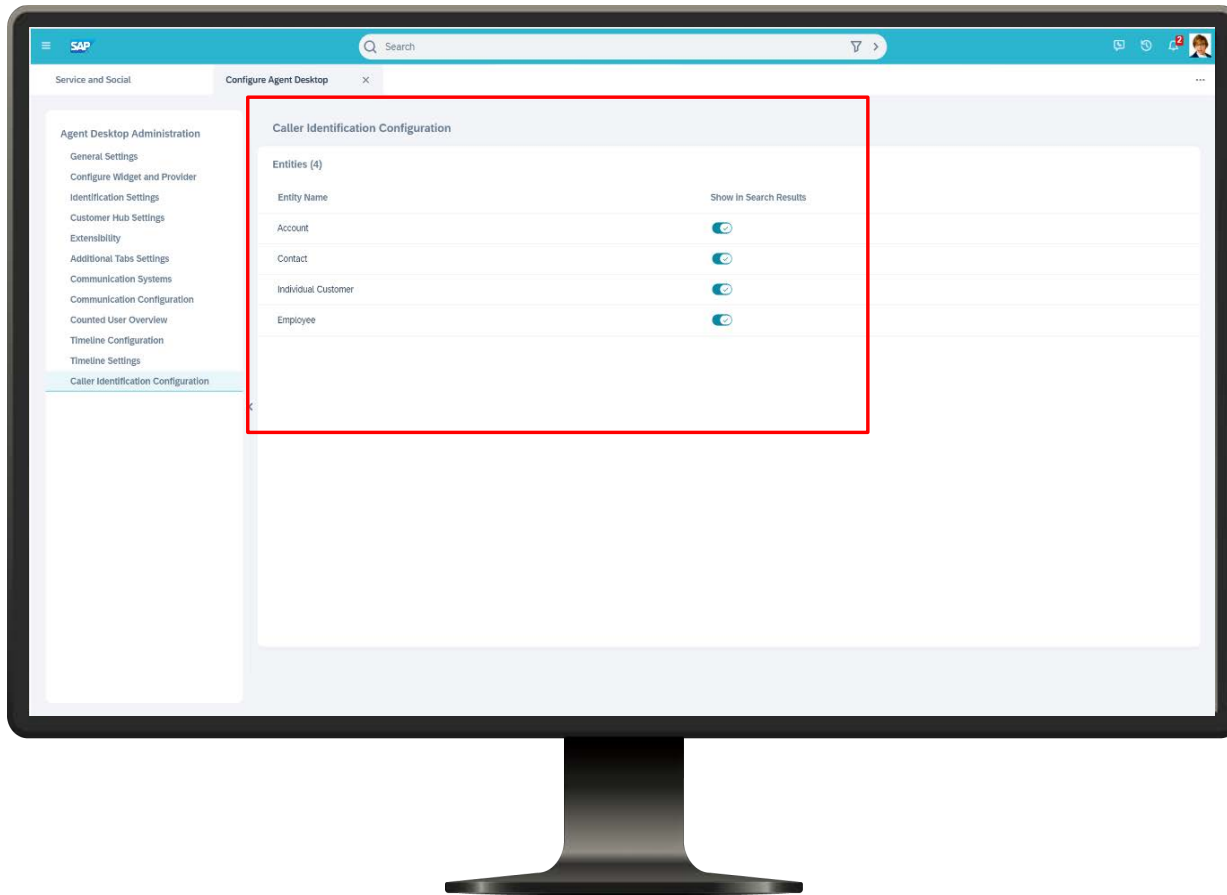 SAP
Search
2
Service and Social
Configure Agent Desktop
Agent Desktop Administration
General Settings
Configure Widget and Provider
Identification Settings
Customer Hub Settings
Extensibility
Additional Tabs Settings
Communication Systems
Communication Configuration
Counted User Overview
Timeline Configuration
Timeline Settings
Caller Identification Configuration
Caller Identification Configuration
Entities (4)
Entity Name Show in Search Results
Account
Contact
Individual Customer
Employee